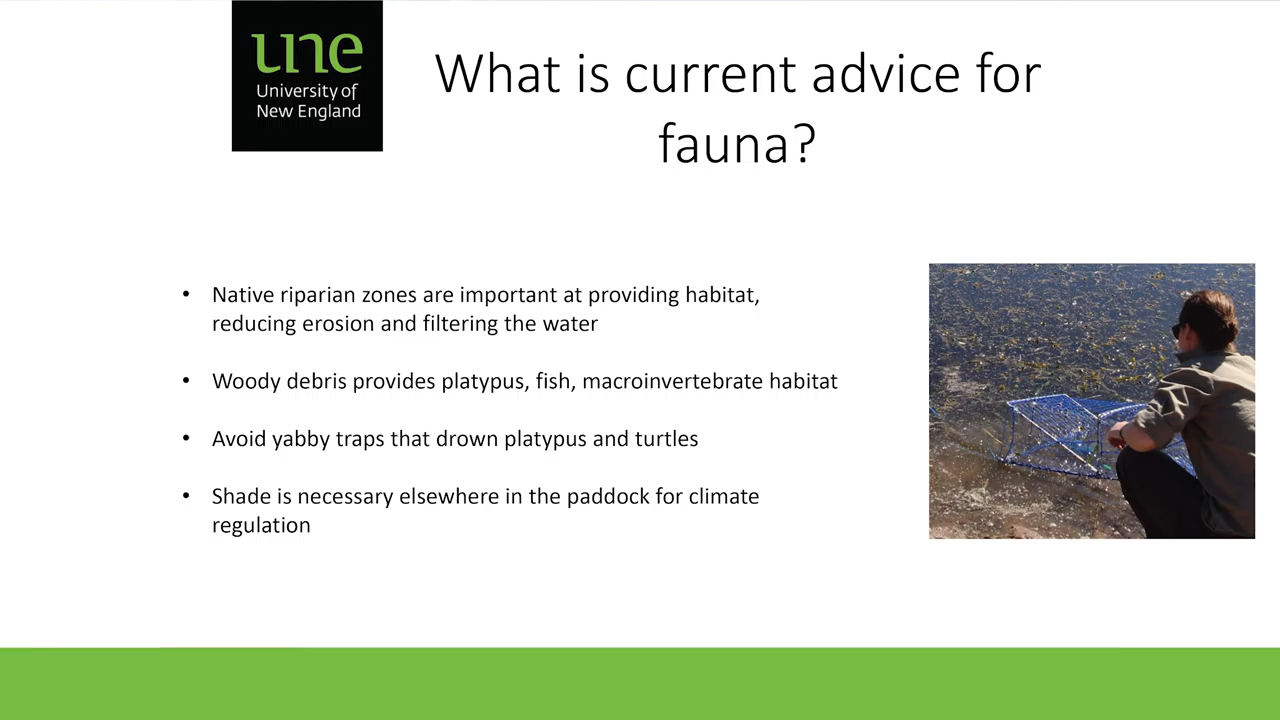 une
University of
New England
What is current advice for
fauna?
• Native riparian zones are important at providing habitat,
reducing erosion and filtering the water
• Woody debris provides platypus, fish, macroinvertebrate habitat
• Avoid yabby traps that drown platypus and turtles
• Shade is necessary elsewhere in the paddock for climate
regulation